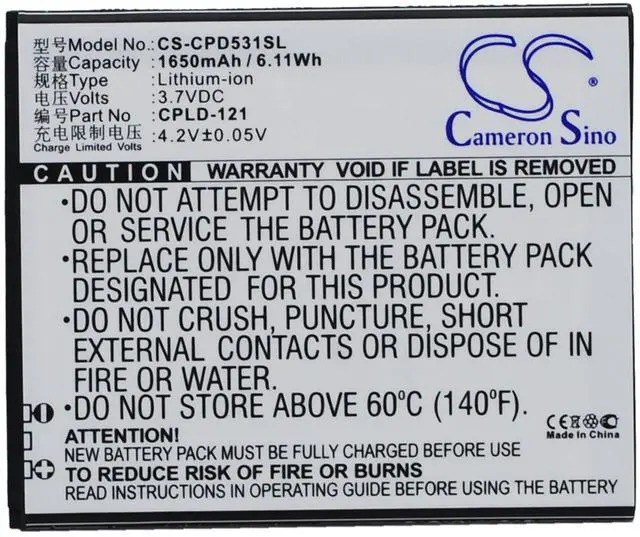 型号Model No.: CS-CPD531SL
容量Capacity: 1650mAh / 6.11Wh
规格Type: Lithium-ion
电压Volts: 3.7VDC
编号Part No: CPLD-121
充电限制电压: 4.2V±0.05V
Charge Limited Volts
CS®
Cameron Sino
CAUTION WARRANTY VOID IF LABEL IS REMOVED
•DO NOT ATTEMPT TO DISASSEMBLE, OPEN
OR SERVICE THE BATTERY PACK.
•REPLACE ONLY WITH THE BATTERY PACK
DESIGNATED FOR THIS PRODUCT.
•DO NOT CRUSH, PUNCTURE, SHORT
EXTERNAL CONTACTS OR DISPOSE OF IN
FIRE OR WATER.
•DO NOT STORE ABOVE 60ºC (140ºF).
ATTENTION!
NEW BATTERY PACK MUST BE FULLY CHARGED BEFORE BEFORE USE
TO REDUCE RISK OF FIRE OR BURNS
READ INSTRUCTIONS IN OPERATING GUIDE BEFORE USING THE BATTERY
CE
Made in China